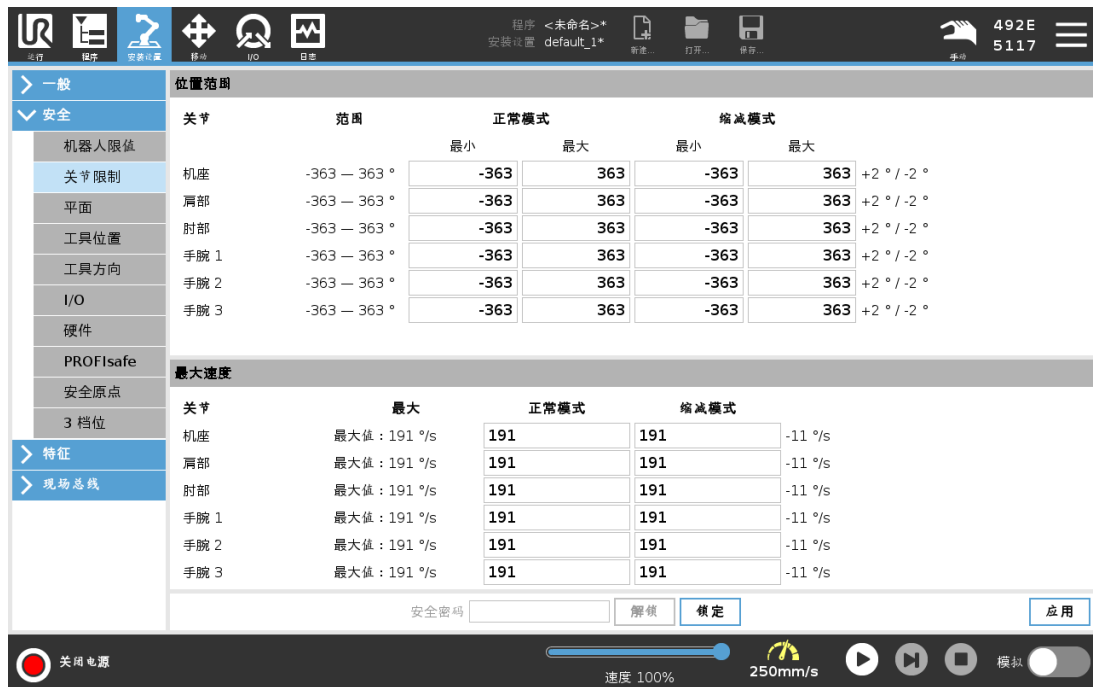 程序 <未命名>*
安装设置 default_1*
新建... 打开... 保存...
492E
5117
运行 程序 安装设置 移动 I/O 日志 手动
一般
安全
机器人限值
关节限制
平面
工具位置
工具方向
I/O
硬件
PROFIsafe
安全原点
3 档位
特征
现场总线
位置范围
关节 范围 正常模式 缩减模式
最小 最大 最小 最大
机座 -363 — 363 ° -363 363 -363 363 +2 ° / -2 °
肩部 -363 — 363 ° -363 363 -363 363 +2 ° / -2 °
肘部 -363 — 363 ° -363 363 -363 363 +2 ° / -2 °
手腕 1 -363 — 363 ° -363 363 -363 363 +2 ° / -2 °
手腕 2 -363 — 363 ° -363 363 -363 363 +2 ° / -2 °
手腕 3 -363 — 363 ° -363 363 -363 363 +2 ° / -2 °
最大速度
关节 最大 正常模式 缩减模式
机座 最大值：191 °/s 191 191 -11 °/s
肩部 最大值：191 °/s 191 191 -11 °/s
肘部 最大值：191 °/s 191 191 -11 °/s
手腕 1 最大值：191 °/s 191 191 -11 °/s
手腕 2 最大值：191 °/s 191 191 -11 °/s
手腕 3 最大值：191 °/s 191 191 -11 °/s
安全密码 解锁 锁定 应用
关闭电源
速度 100%
250mm/s
模拟